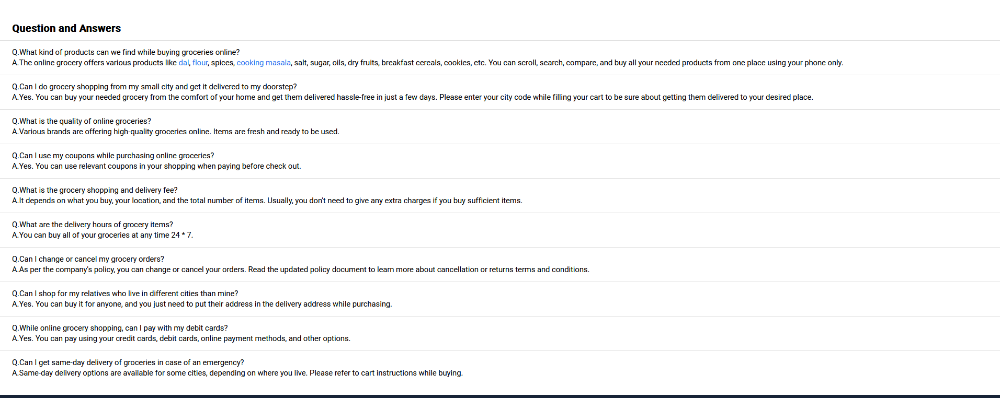 Question and Answers
Q.What kind of products can we find while buying groceries online?
A.The online grocery offers various products like dal, flour, spices, cooking masala, salt, sugar, oils, dry fruits, breakfast cereals, cookies, etc. You can scroll, search, compare, and buy all your needed products from one place using your phone only.
Q.Can I do grocery shopping from my small city and get it delivered to my doorstep?
A.Yes. You can buy your needed grocery from the comfort of your home and get them delivered hassle-free in just a few days. Please enter your city code while filling your cart to be sure about getting them delivered to your desired place.
Q.What is the quality of online groceries?
A.Various brands are offering high-quality groceries online. Items are fresh and ready to be used.
Q.Can I use my coupons while purchasing online groceries?
A.Yes. You can use relevant coupons in your shopping when paying before check out.
Q.What is the grocery shopping and delivery fee?
A.It depends on what you buy, your location, and the total number of items. Usually, you don't need to give any extra charges if you buy sufficient items.
Q.What are the delivery hours of grocery items?
A.You can buy all of your groceries at any time 24 * 7.
Q.Can I change or cancel my grocery orders?
A.As per the company's policy, you can change or cancel your orders. Read the updated policy document to learn more about cancellation or returns terms and conditions.
Q.Can I shop for my relatives who live in different cities than mine?
A.Yes. You can buy it for anyone, and you just need to put their address in the delivery address while purchasing.
Q.While online grocery shopping, can I pay with my debit cards?
A.Yes. You can pay using your credit cards, debit cards, online payment methods, and other options.
Q.Can I get same-day delivery of groceries in case of an emergency?
A.Same-day delivery options are available for some cities, depending on where you live. Please refer to cart instructions while buying.